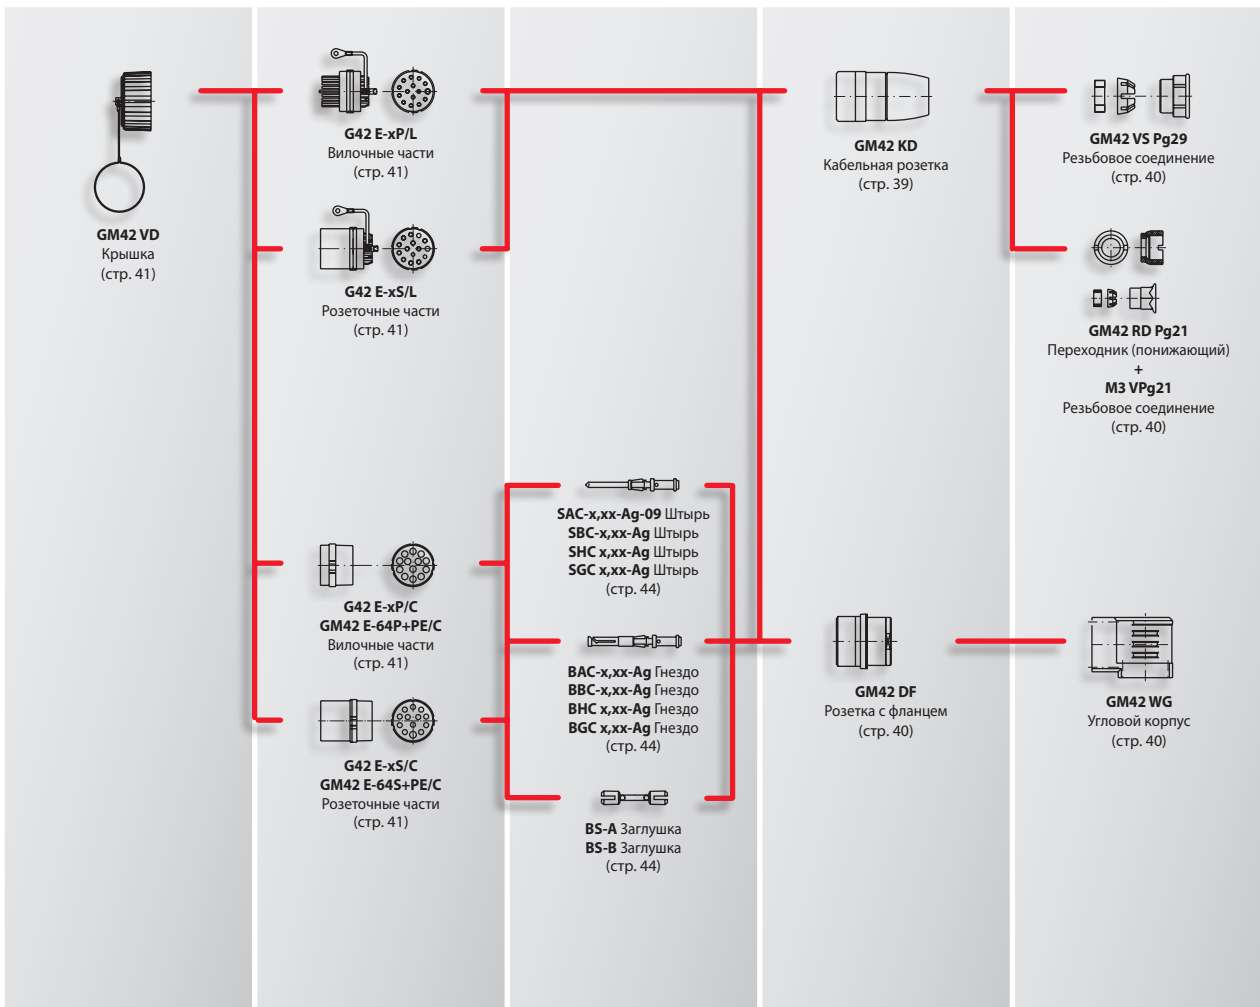 GM42 VD
Крышка
(стр. 41)
G42 E-xP/L
Вилочные части
(стр. 41)
G42 E-xS/L
Розеточные части
(стр. 41)
G42 E-xP/C
GM42 E-64P+PE/C
Вилочные части
(стр. 41)
G42 E-xS/C
GM42 E-64S+PE/C
Розеточные части
(стр. 41)
SAC-x,xx-Ag-09 Штырь
SBC-x,xx-Ag Штырь
SHC x,xx-Ag Штырь
SGC x,xx-Ag Штырь
(стр. 44)
BAC-x,xx-Ag Гнездо
BBC-x,xx-Ag Гнездо
BHC x,xx-Ag Гнездо
BGC x,xx-Ag Гнездо
(стр. 44)
BS-A Заглушка
BS-B Заглушка
(стр. 44)
GM42 KD
Кабельная розетка
(стр. 39)
GM42 DF
Розетка с фланцем
(стр. 40)
GM42 VS Pg29
Резьбовое соединение
(стр. 40)
GM42 RD Pg21
Переходник (понижающий)
+
M3 VPg21
Резьбовое соединение
(стр. 40)
GM42 WG
Угловой корпус
(стр. 40)